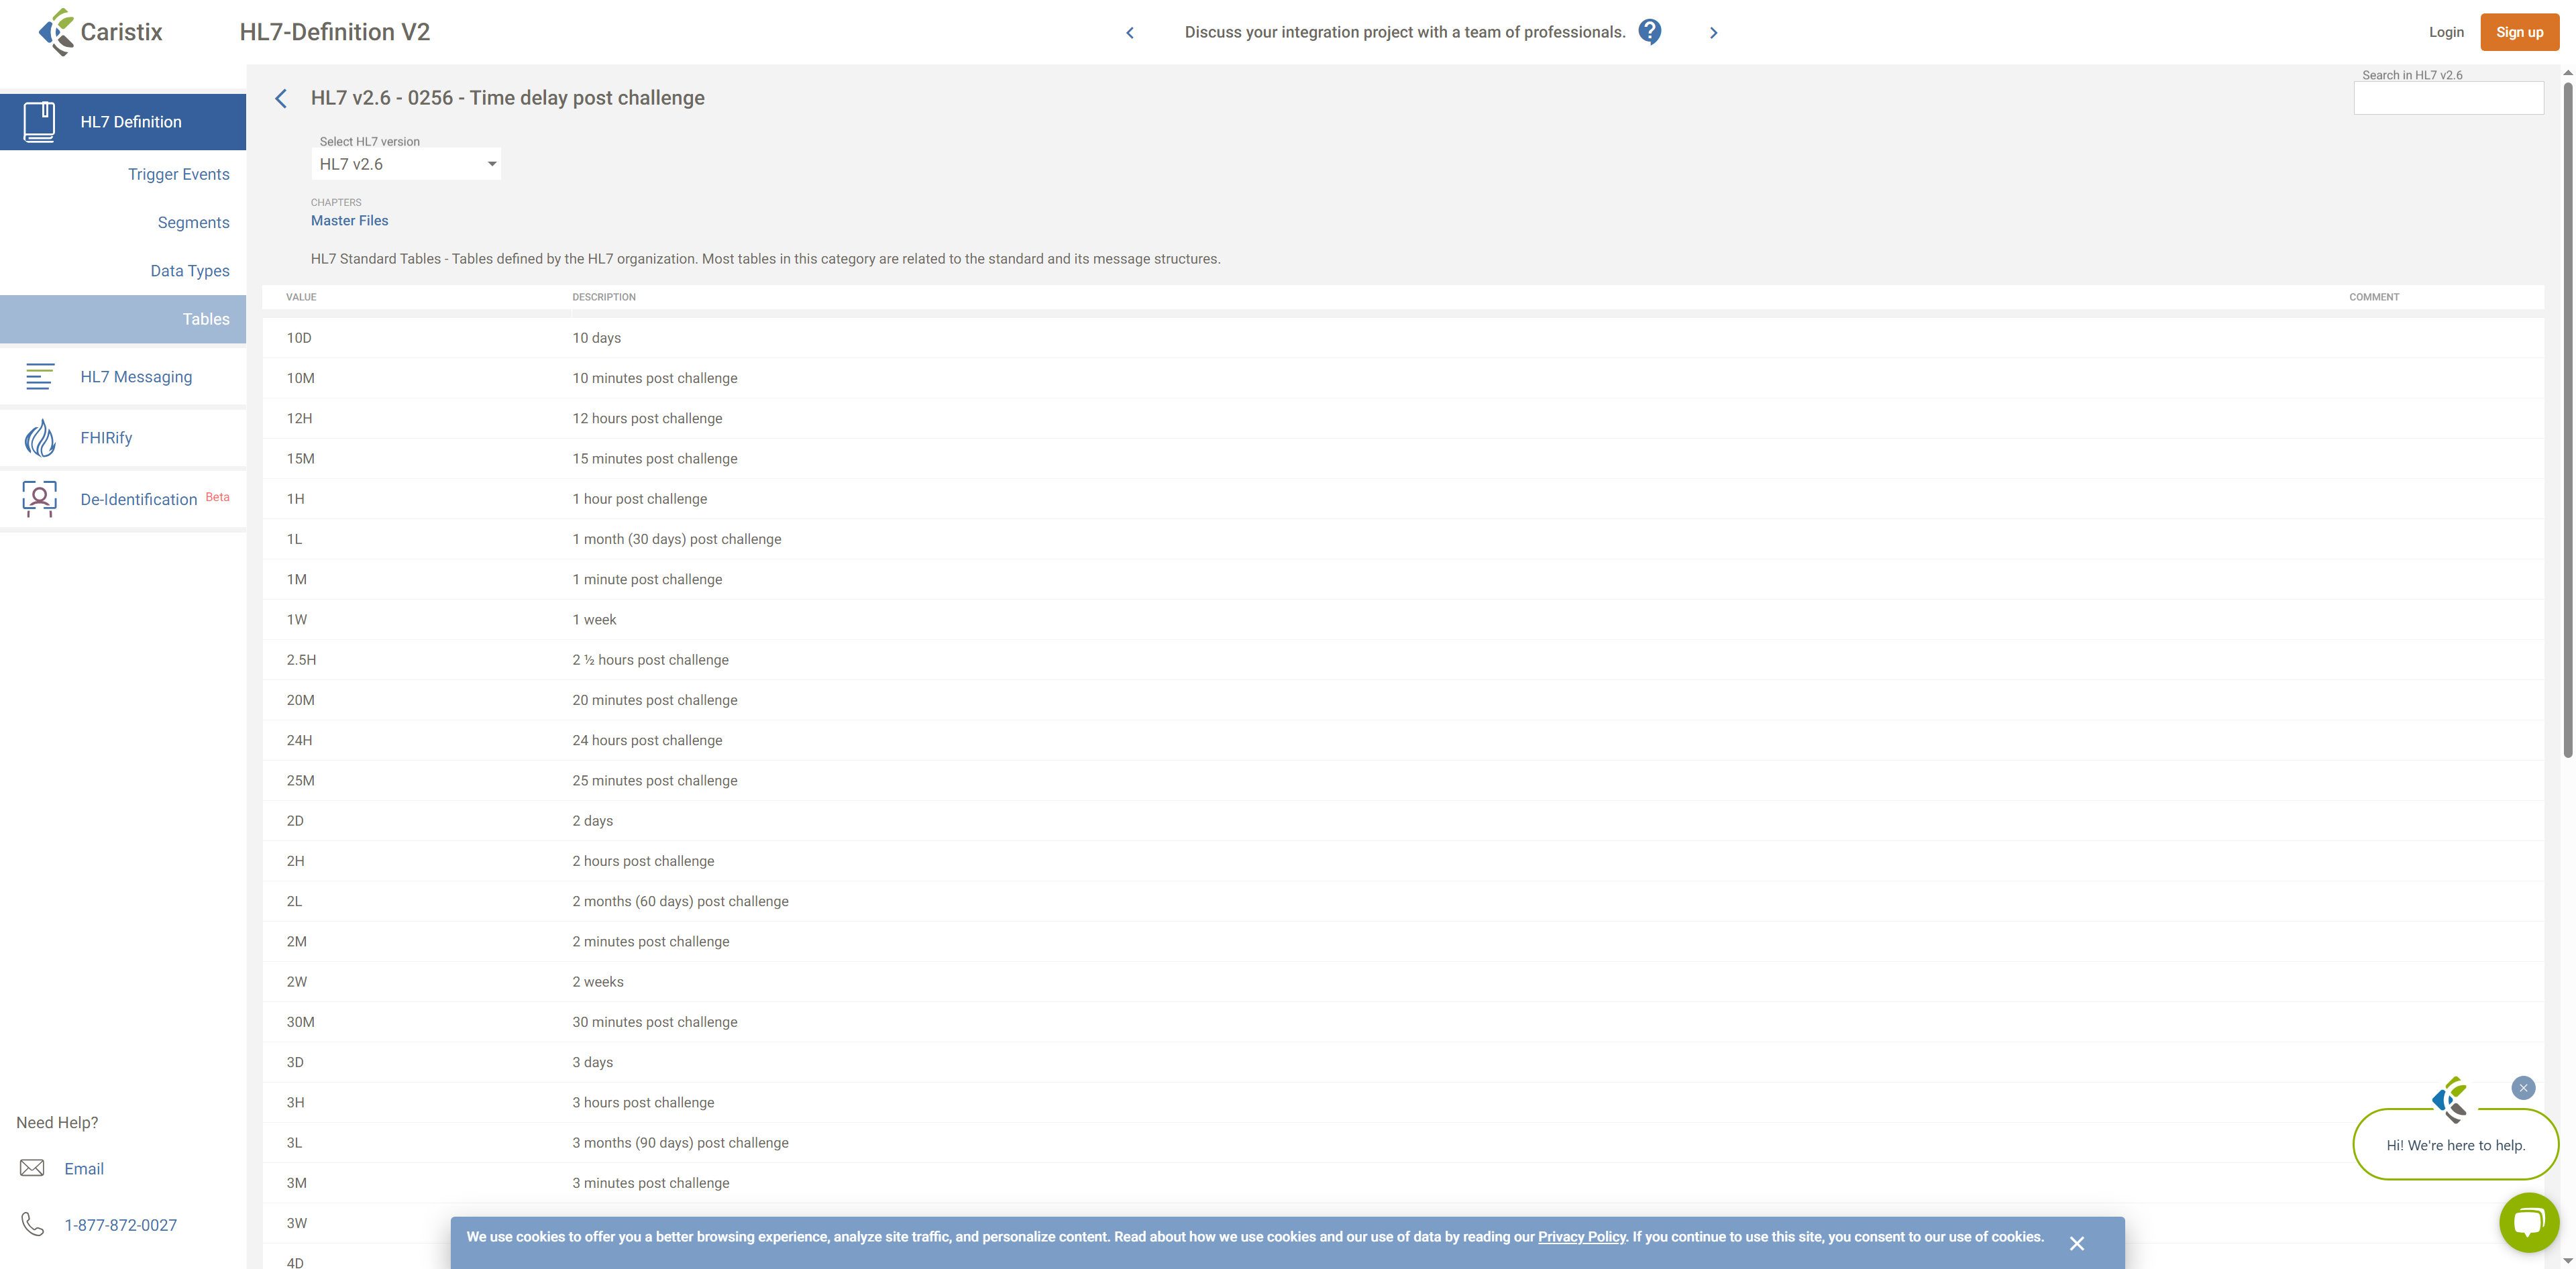 Caristix
HL7-Definition V2
Discuss your integration project with a team of professionals.
Login
Sign up
HL7 Definition
Trigger Events
Segments
Data Types
Tables
HL7 Messaging
FHIRify
De-Identification Beta
Need Help?
Email
1-877-872-0027
HL7 v2.6 - 0256 - Time delay post challenge
Search in HL7 v2.6
Select HL7 version
HL7 v2.6
CHAPTERS
Master Files
HL7 Standard Tables - Tables defined by the HL7 organization. Most tables in this category are related to the standard and its message structures.
VALUE DESCRIPTION COMMENT
10D 10 days
10M 10 minutes post challenge
12H 12 hours post challenge
15M 15 minutes post challenge
1H 1 hour post challenge
1L 1 month (30 days) post challenge
1M 1 minute post challenge
1W 1 week
2.5H 2 ½ hours post challenge
20M 20 minutes post challenge
24H 24 hours post challenge
25M 25 minutes post challenge
2D 2 days
2H 2 hours post challenge
2L 2 months (60 days) post challenge
2M 2 minutes post challenge
2W 2 weeks
30M 30 minutes post challenge
3D 3 days
3H 3 hours post challenge
3L 3 months (90 days) post challenge
3M 3 minutes post challenge
3W
4D
Hi! We're here to help.
We use cookies to offer you a better browsing experience, analyze site traffic, and personalize content. Read about how we use cookies and our use of data by reading our Privacy Policy. If you continue to use this site, you consent to our use of cookies.